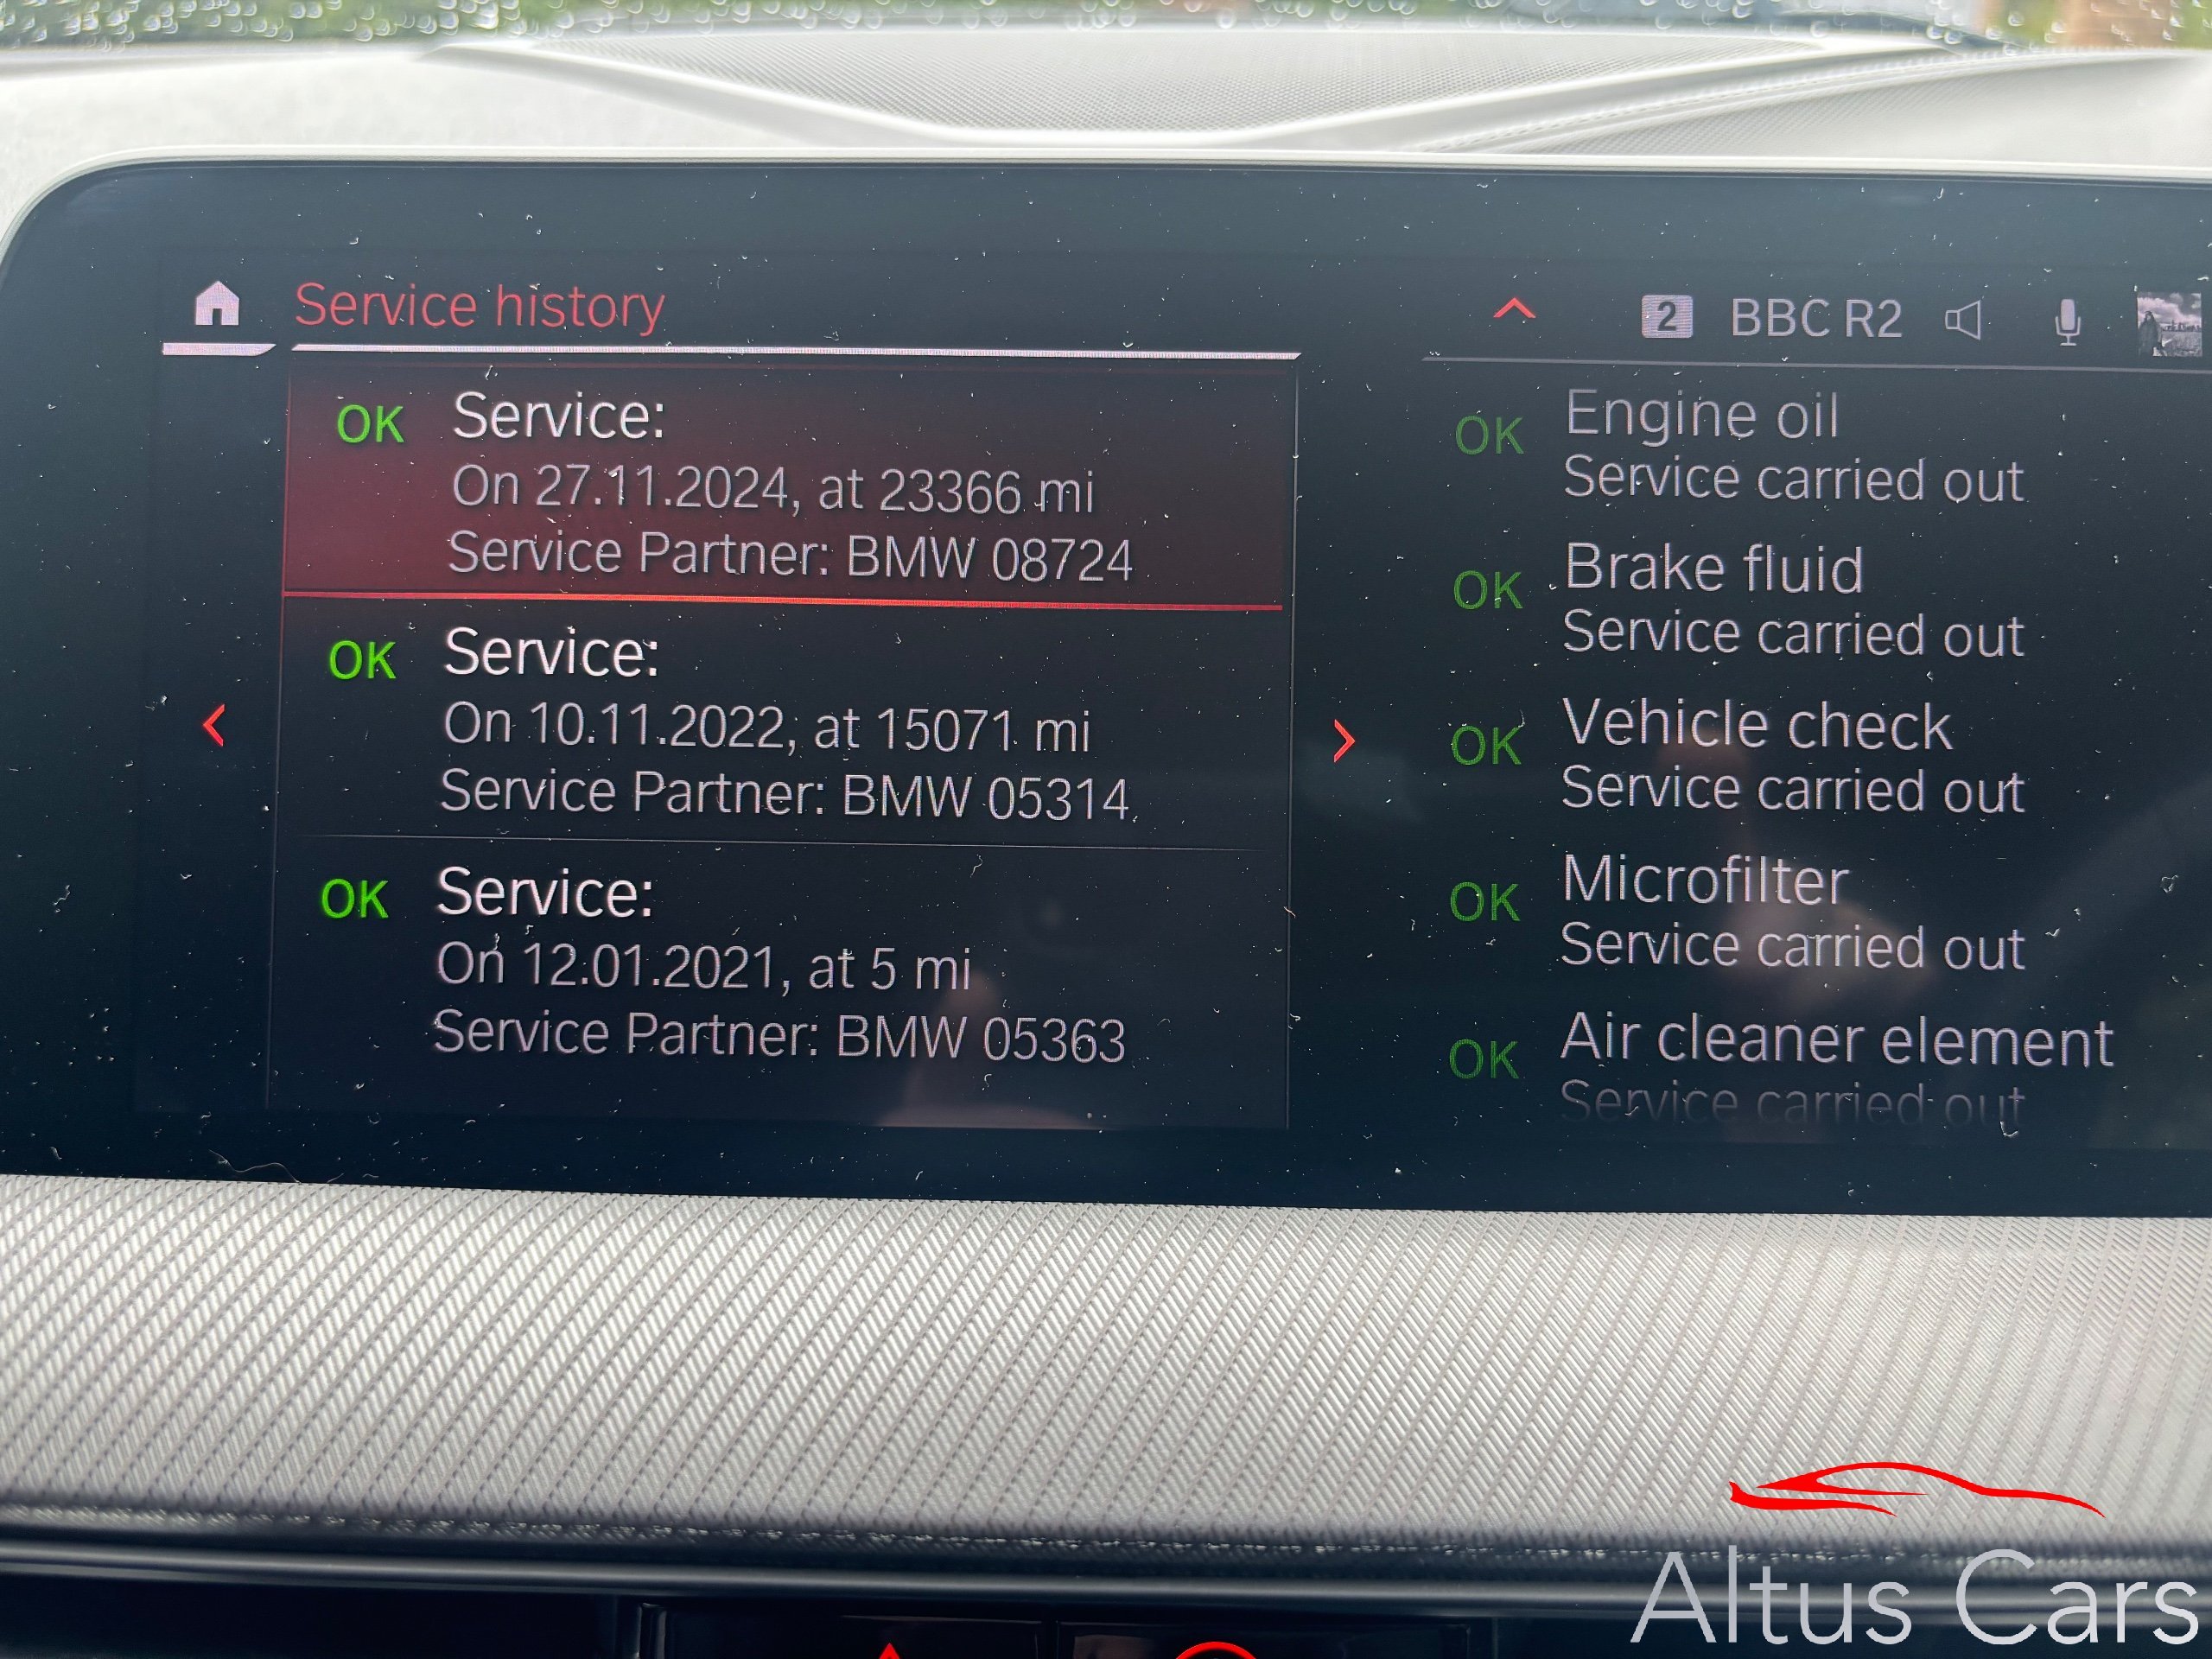 Service history
2 BBC R2
OK Service:
On 27.11.2024, at 23366 mi
Service Partner: BMW 08724
OK Service:
On 10.11.2022, at 15071 mi
Service Partner: BMW 05314
OK Service:
On 12.01.2021, at 5 mi
Service Partner: BMW 05363
OK Engine oil
Service carried out
OK Brake fluid
Service carried out
OK Vehicle check
Service carried out
OK Microfilter
Service carried out
OK Air cleaner element
Service carried out
Altus Cars